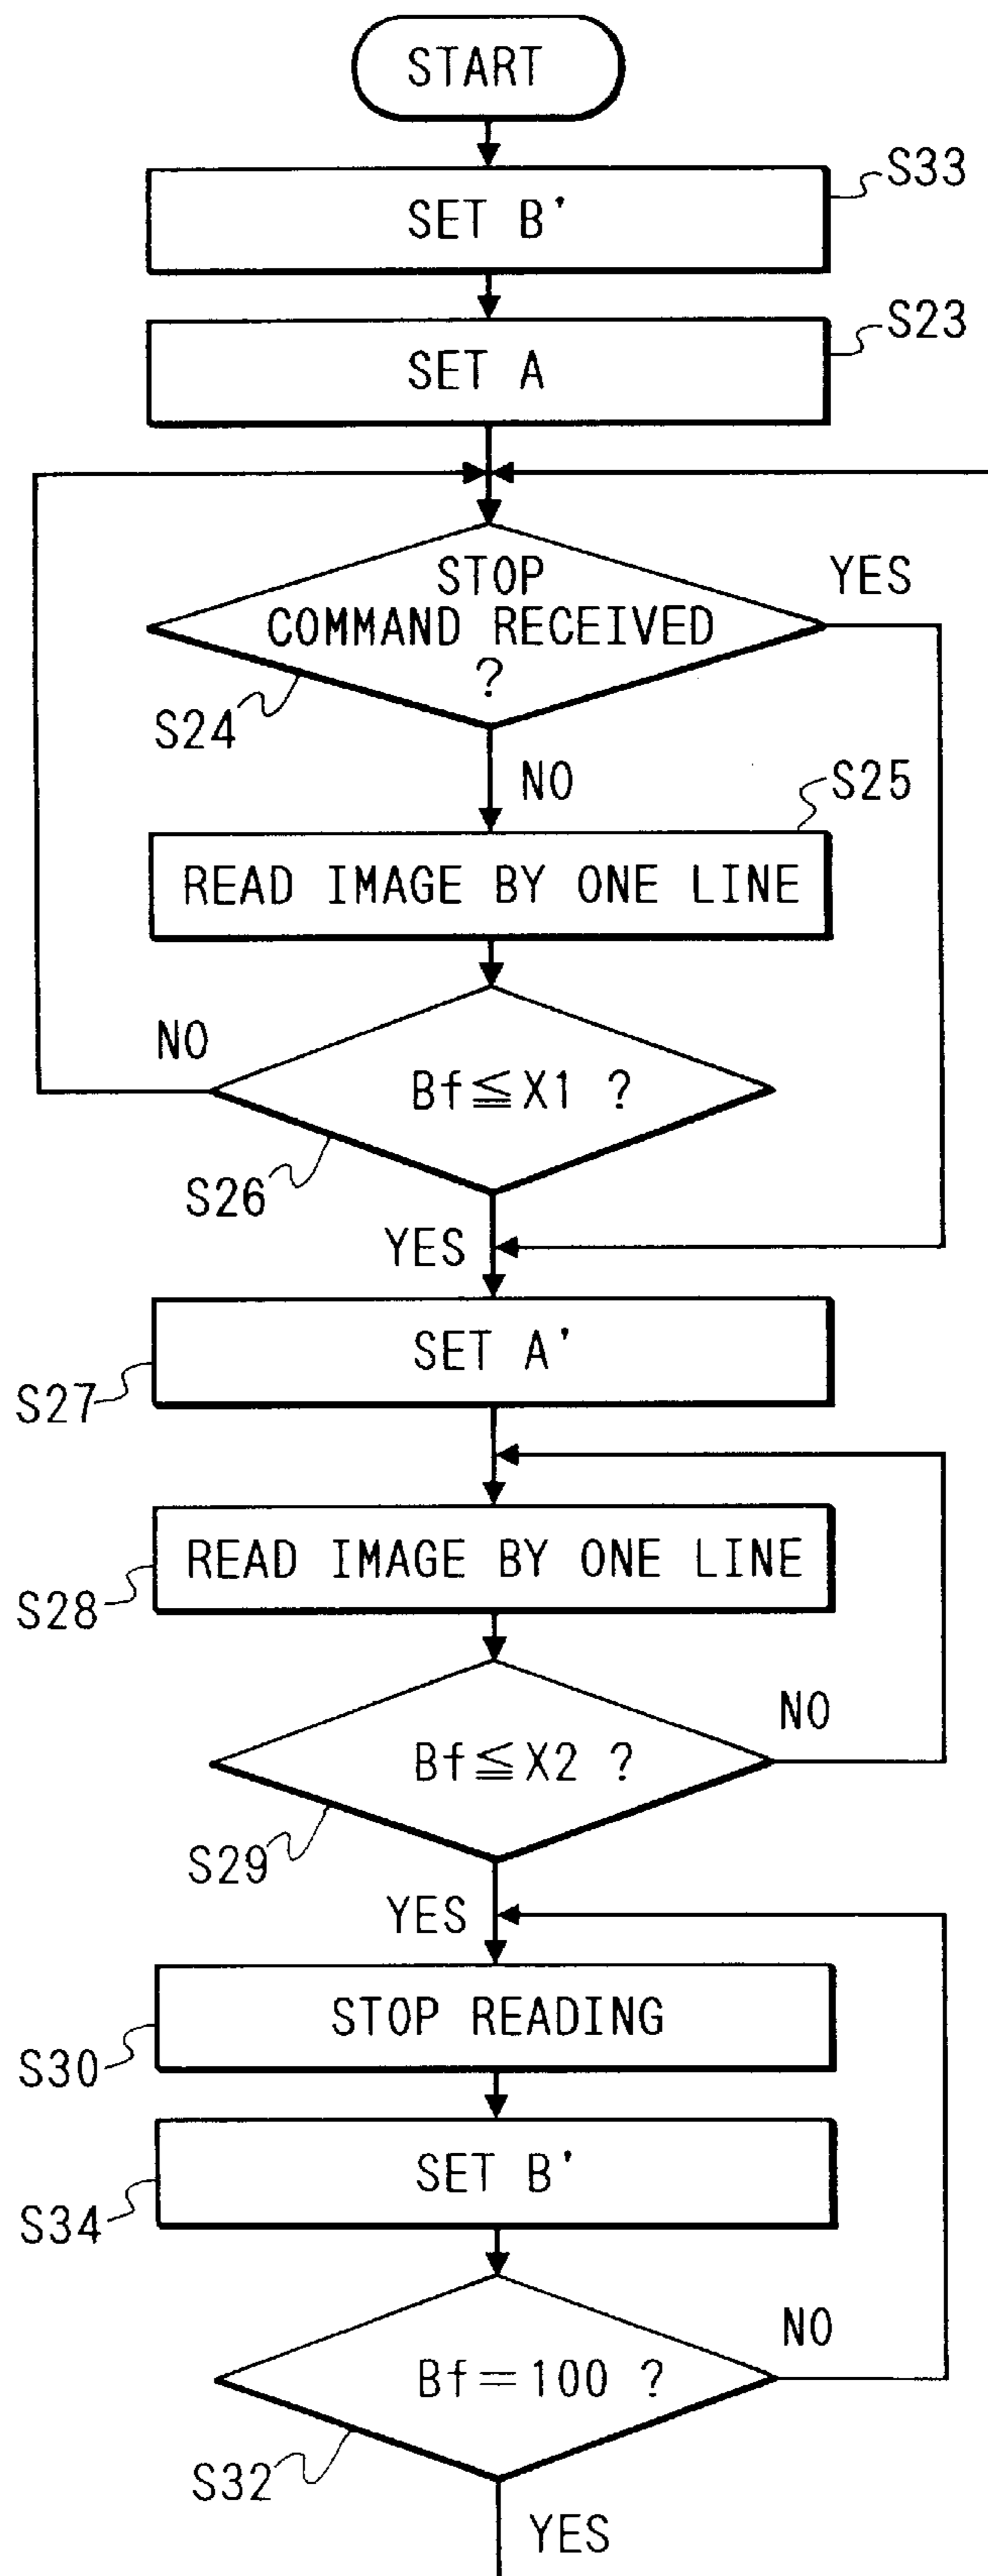 START
S33
SET B'
S23
SET A
STOP
COMMAND RECEIVED
?
YES
S24
NO
S25
READ IMAGE BY ONE LINE
NO
Bf≦X1 ?
S26
YES
SET A'
S27
READ IMAGE BY ONE LINE
S28
NO
Bf≦X2 ?
S29
YES
STOP READING
S30
SET B'
S34
NO
Bf=100 ?
S32
YES